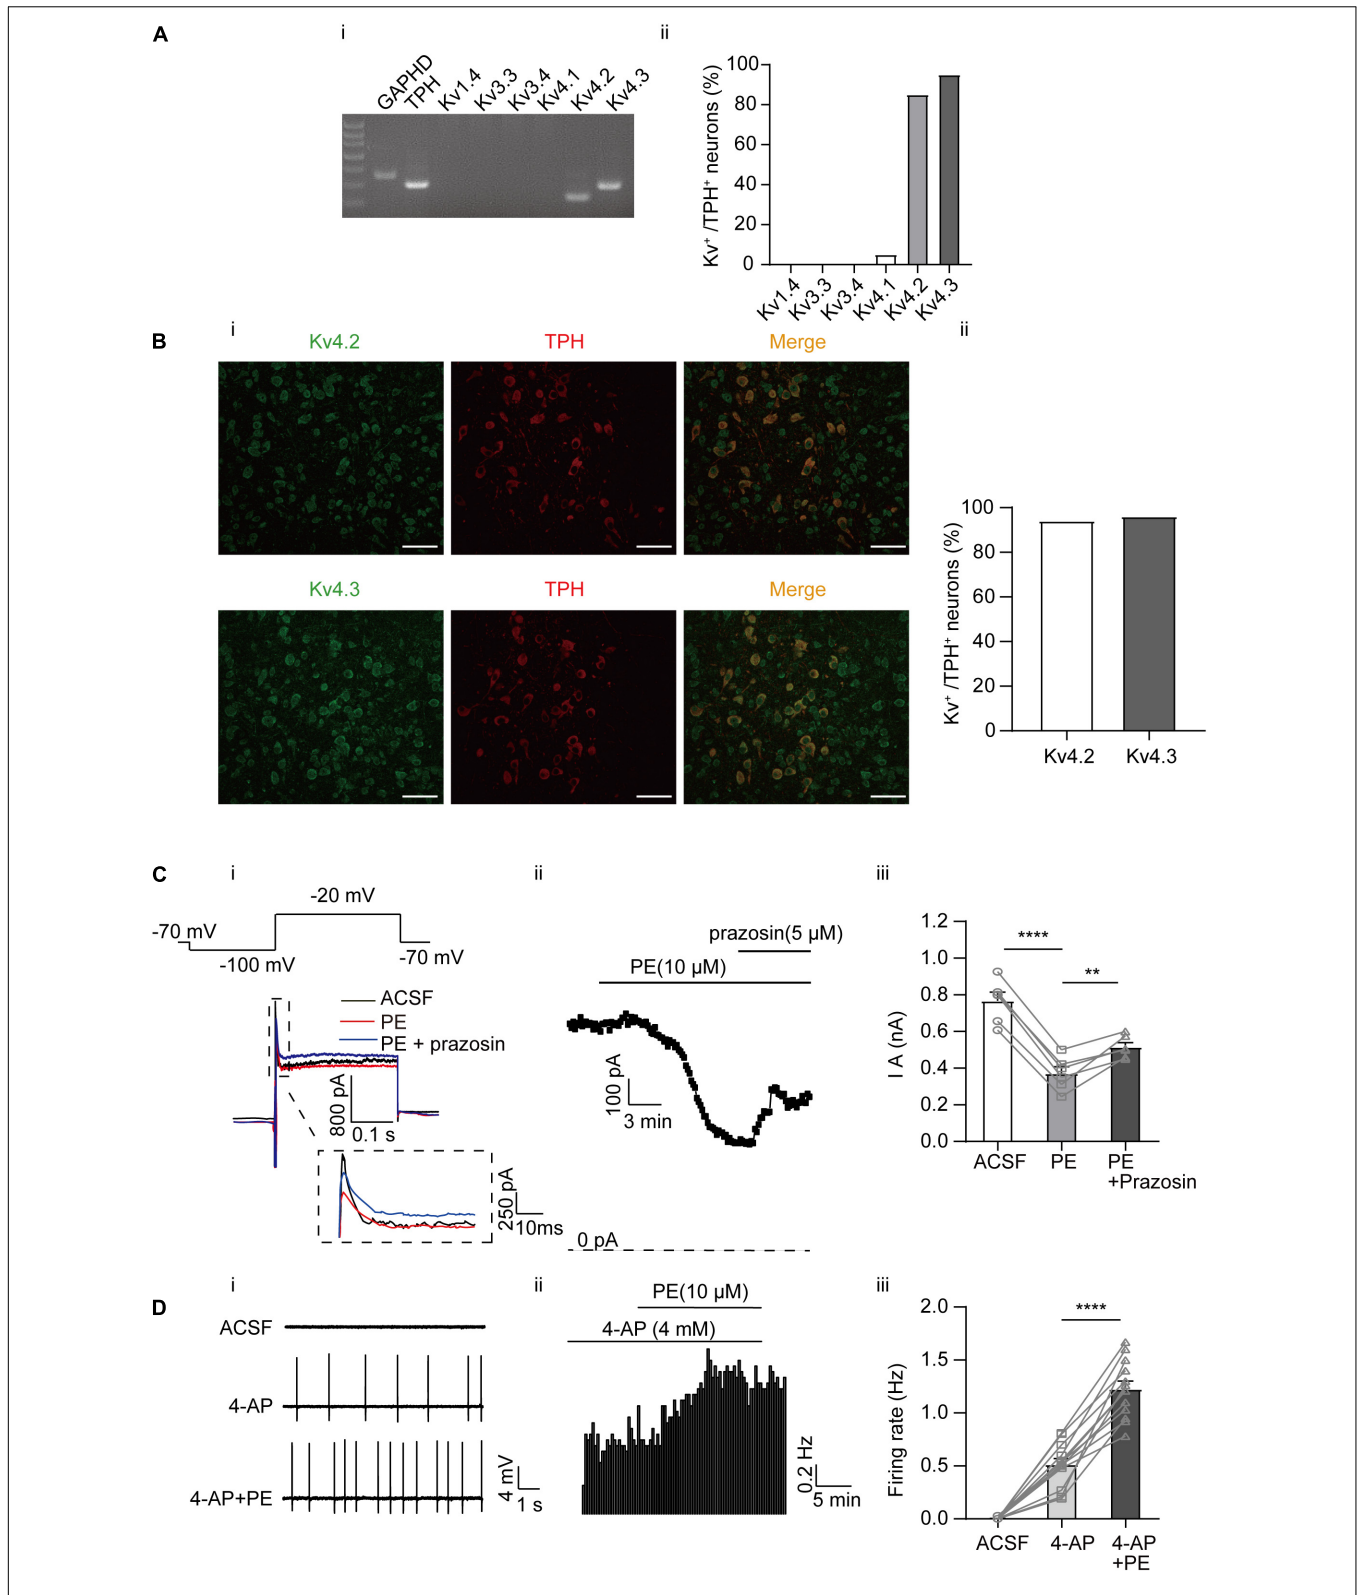 A
i
ii
GAPHD
TPH
Kv1.4
Kv3.3
Kv3.4
Kv4.1
Kv4.2
Kv4.3
Kv⁺ /TPH⁺ neurons (%)
100
80
60
40
20
0
Kv1.4
Kv3.3
Kv3.4
Kv4.1
Kv4.2
Kv4.3
B
i
ii
Kv4.2
TPH
Merge
Kv4.3
TPH
Merge
Kv⁺ /TPH⁺ neurons (%)
100
80
60
40
20
0
Kv4.2
Kv4.3
C
i
ii
iii
-20 mV
-70 mV
-100 mV
-70 mV
ACSF
PE
PE + prazosin
800 pA
0.1 s
250 pA
10ms
prazosin(5 µM)
PE(10 µM)
100 pA
3 min
0 pA
I A (nA)
1.2
1.0
0.8
0.6
0.4
0.2
0.0
****
**
ACSF
PE
PE
+Prazosin
D
i
ii
iii
ACSF
4-AP
4-AP+PE
4 mV
1 s
PE(10 µM)
4-AP (4 mM)
0.2 Hz
5 min
Firing rate (Hz)
2.0
1.5
1.0
0.5
0.0
****
ACSF
4-AP
4-AP
+PE